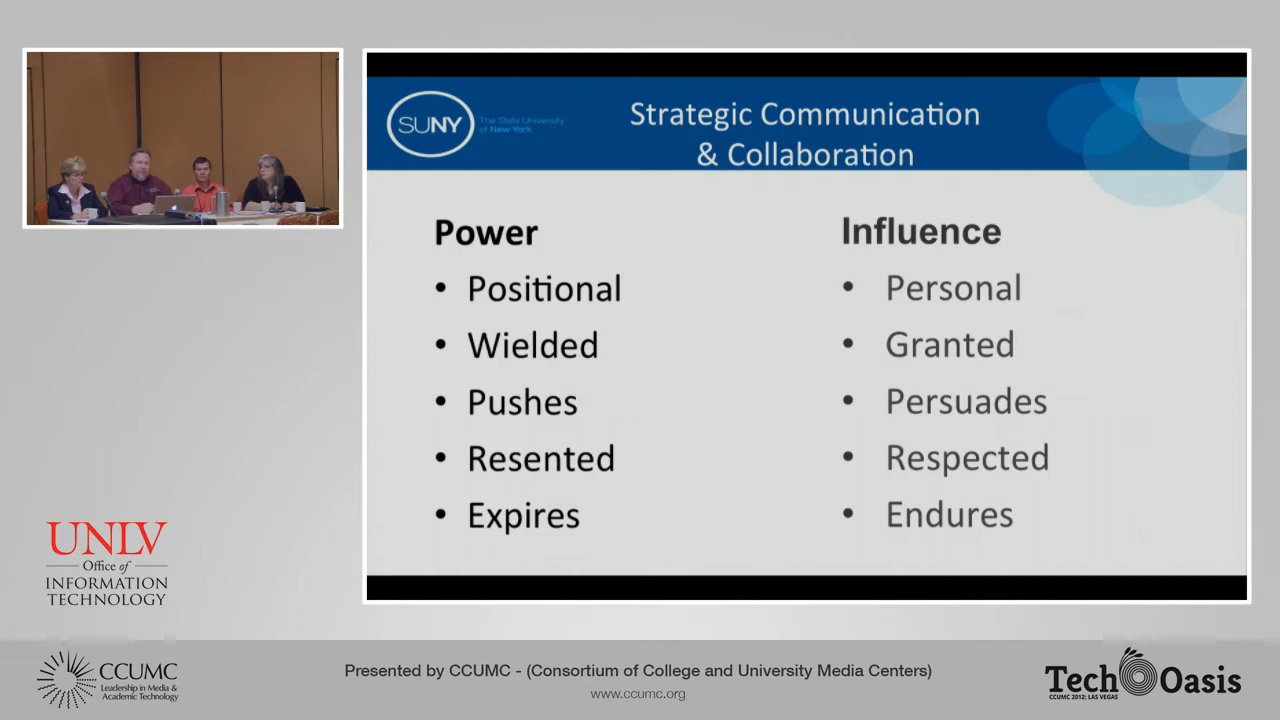 SUNY
The State University
of New York
Strategic Communication
& Collaboration
Power
• Positional
• Wielded
• Pushes
• Resented
• Expires
Influence
• Personal
• Granted
• Persuades
• Respected
• Endures
UNLV
Office of
INFORMATION
TECHNOLOGY
CCUMC
Leadership in Media &
Academic Technology
Presented by CCUMC - (Consortium of College and University Media Centers)
www.ccumc.org
Tech Oasis
CCUMC 2012: LAS VEGAS